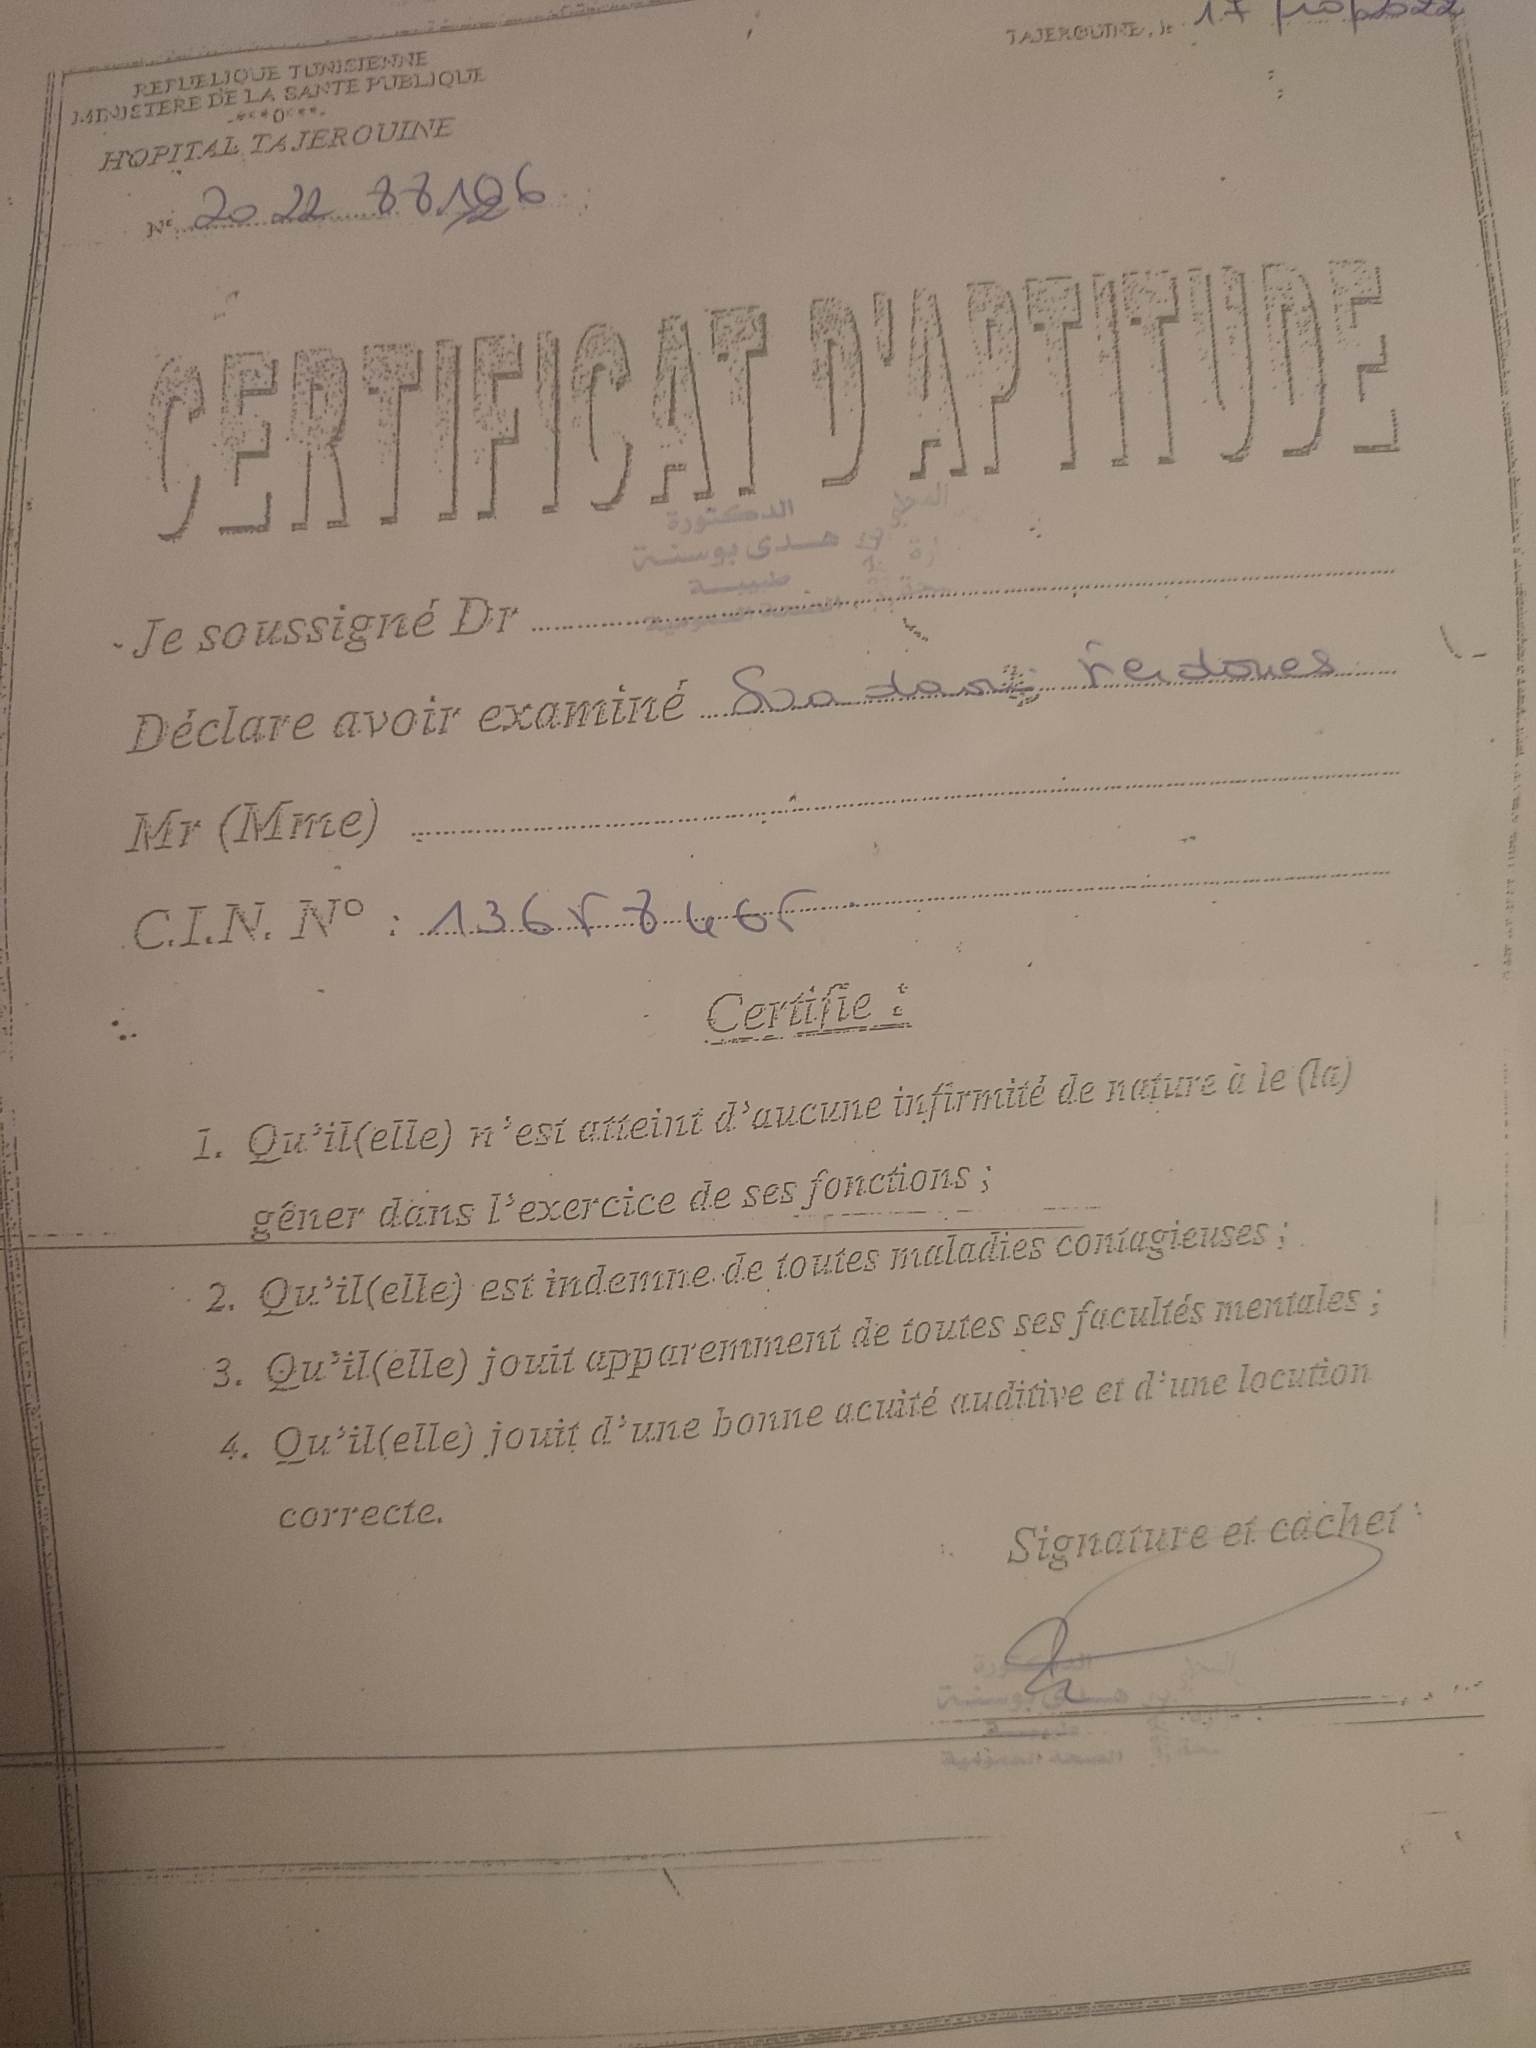 TAJEROUINE, le 17
REPUBLIQUE TUNISIENNE
MINISTERE DE LA SANTE PUBLIQUE
HOPITAL TAJEROUINE
N° 2022
CERTIFICAT D'APTITUDE
الدكتورة
هدى بوسنة
طبيبة
Je soussigné Dr
Déclare avoir examiné
Mr (Mme)
C.I.N. N° : 13658465
Certifie :
1. Qu'il(elle) n'est atteint d'aucune infirmité de nature à le (la)
gêner dans l'exercice de ses fonctions ;
2. Qu'il(elle) est indemne de toutes maladies contagieuses ;
3. Qu'il(elle) jouit apparemment de toutes ses facultés mentales ;
4. Qu'il(elle) jouit d'une bonne acuité auditive et d'une locution
correcte.
Signature et cachet